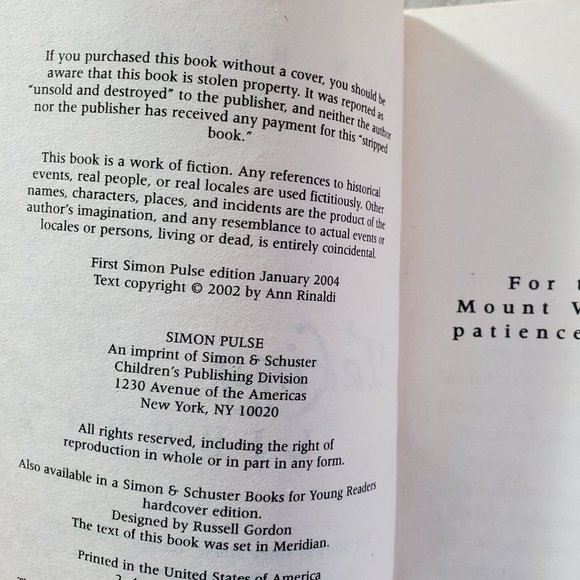 If you purchased this book without a cover, you should be
aware that this book is stolen property. It was reported as
"unsold and destroyed" to the publisher, and neither the author
nor the publisher has received any payment for this "stripped
book."
This book is a work of fiction. Any references to historical
events, real people, or real locales are used fictitiously. Other
names, characters, places, and incidents are the product of the
author's imagination, and any resemblance to actual events or
locales or persons, living or dead, is entirely coincidental.
First Simon Pulse edition January 2004
Text copyright © 2002 by Ann Rinaldi
SIMON PULSE
An imprint of Simon & Schuster
Children's Publishing Division
1230 Avenue of the Americas
New York, NY 10020
All rights reserved, including the right of
reproduction in whole or in part in any form.
Also available in a Simon & Schuster Books for Young Readers
hardcover edition.
Designed by Russell Gordon
The text of this book was set in Meridian.
Printed in the United States of America
For
Mount
patience